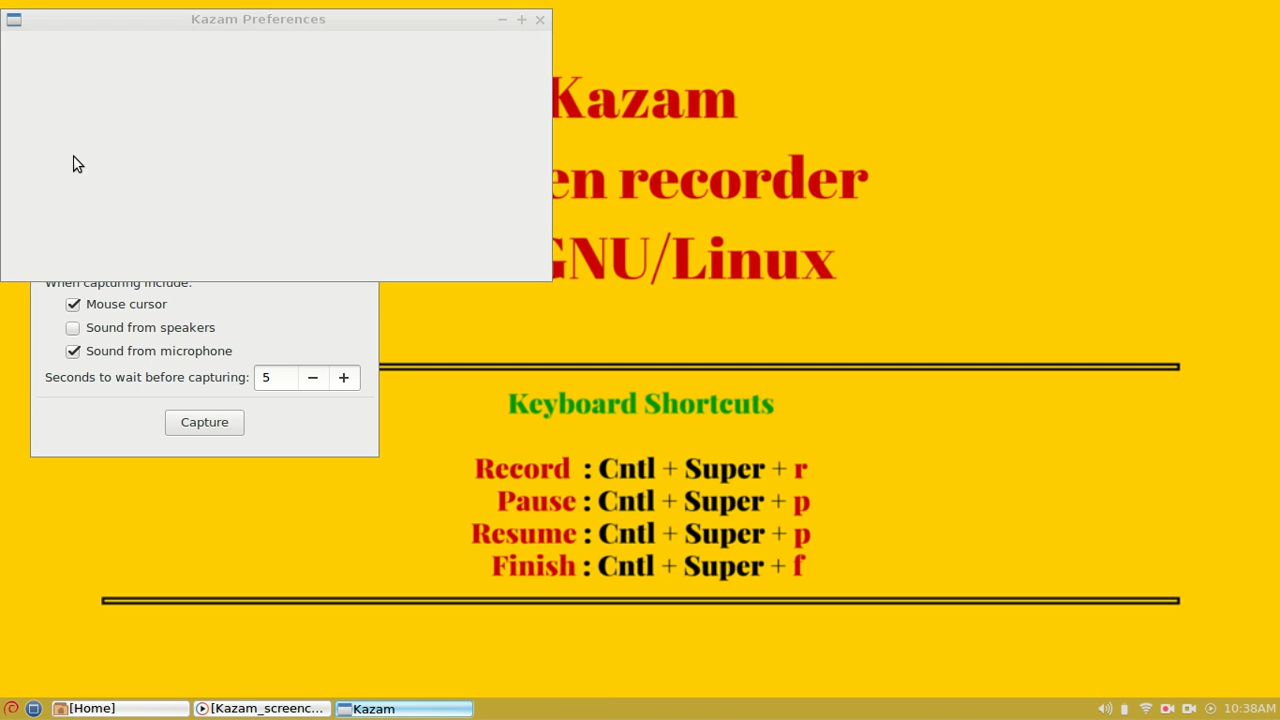 Kazam Preferences
Kazam
en recorder
GNU/Linux
When capturing include:
Mouse cursor
Sound from speakers
Sound from microphone
Seconds to wait before capturing: 5
Capture
Keyboard Shortcuts
Record : Cntl + Super + r
Pause : Cntl + Super + p
Resume : Cntl + Super + p
Finish : Cntl + Super + f
[Home]
[Kazam_screenc...
Kazam
10:38AM